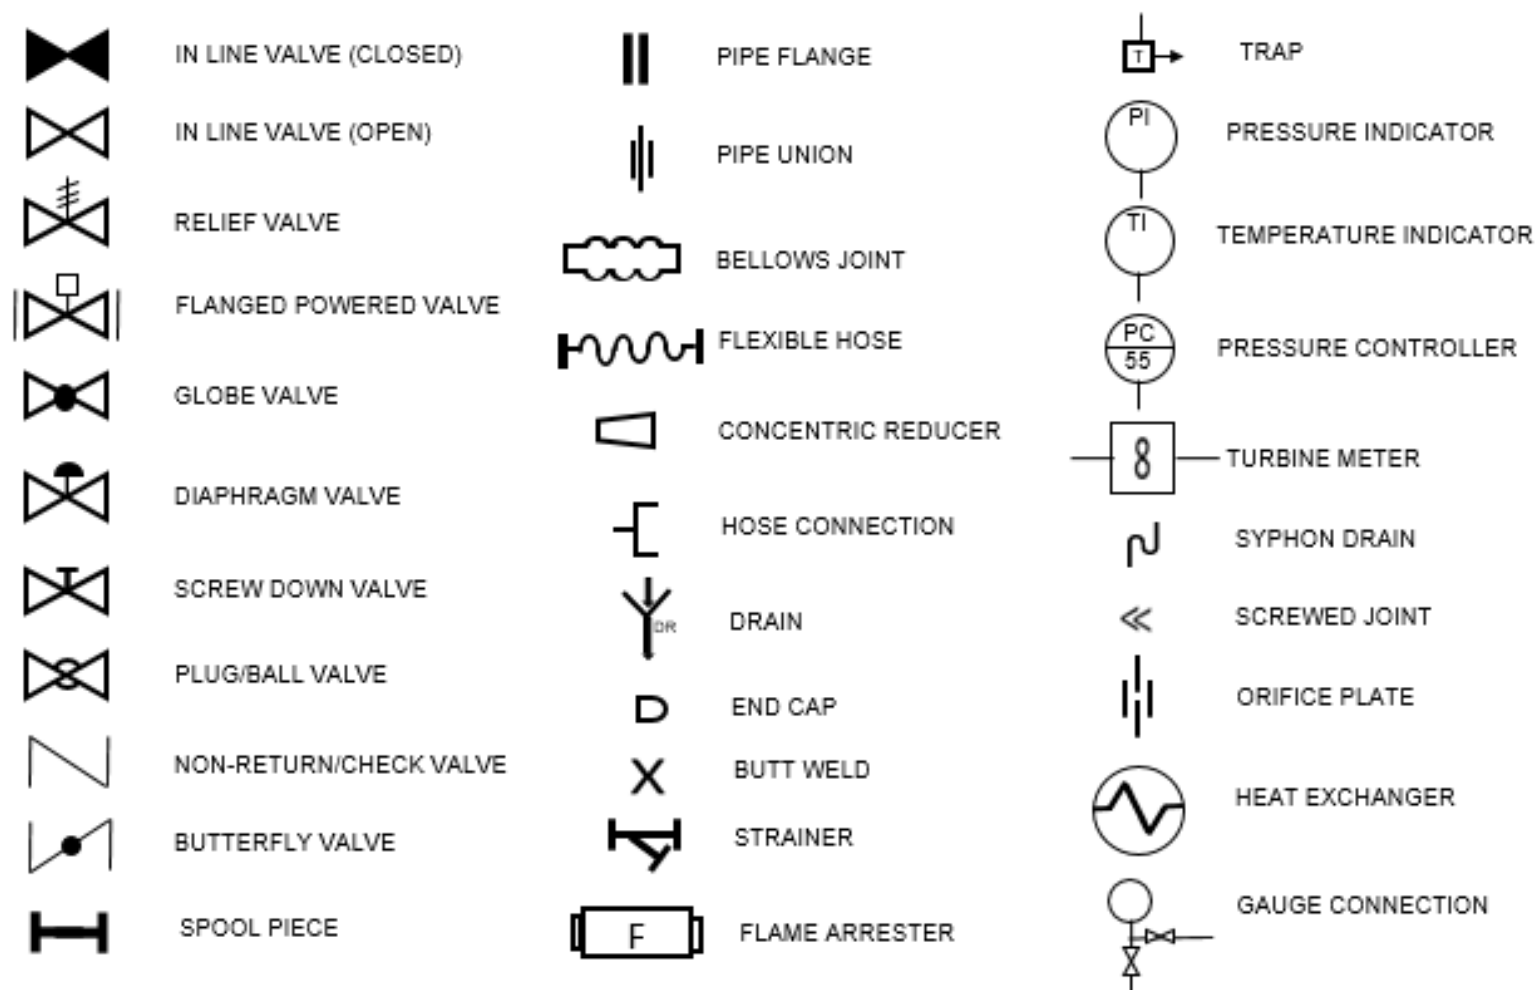 IN LINE VALVE (CLOSED)
IN LINE VALVE (OPEN)
RELIEF VALVE
FLANGED POWERED VALVE
GLOBE VALVE
DIAPHRAGM VALVE
SCREW DOWN VALVE
PLUG/BALL VALVE
NON-RETURN/CHECK VALVE
BUTTERFLY VALVE
SPOOL PIECE
PIPE FLANGE
PIPE UNION
BELLOWS JOINT
FLEXIBLE HOSE
CONCENTRIC REDUCER
HOSE CONNECTION
DR
DRAIN
END CAP
BUTT WELD
STRAINER
F
FLAME ARRESTER
T
TRAP
PI
PRESSURE INDICATOR
TI
TEMPERATURE INDICATOR
PC
55
PRESSURE CONTROLLER
8
TURBINE METER
SYPHON DRAIN
SCREWED JOINT
ORIFICE PLATE
HEAT EXCHANGER
GAUGE CONNECTION